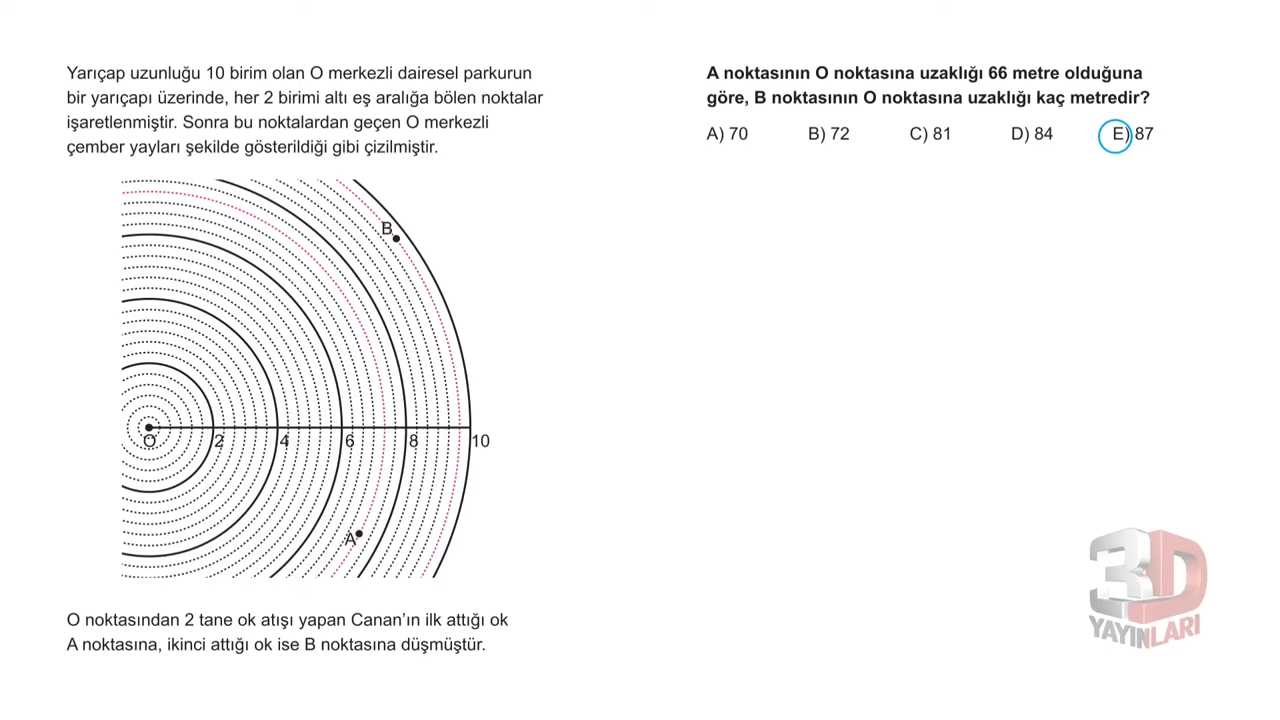 Yarıçap uzunluğu 10 birim olan O merkezli dairesel parkurun
bir yarıçapı üzerinde, her 2 birimi altı eş aralığa bölen noktalar
işaretlenmiştir. Sonra bu noktalardan geçen O merkezli
çember yayları şekilde gösterildiği gibi çizilmiştir.
B
O 2 4 6 8 10
A
O noktasından 2 tane ok atışı yapan Canan'ın ilk attığı ok
A noktasına, ikinci attığı ok ise B noktasına düşmüştür.
A noktasının O noktasına uzaklığı 66 metre olduğuna
göre, B noktasının O noktasına uzaklığı kaç metredir?
A) 70 B) 72 C) 81 D) 84 E) 87
3D
YAYINLARI